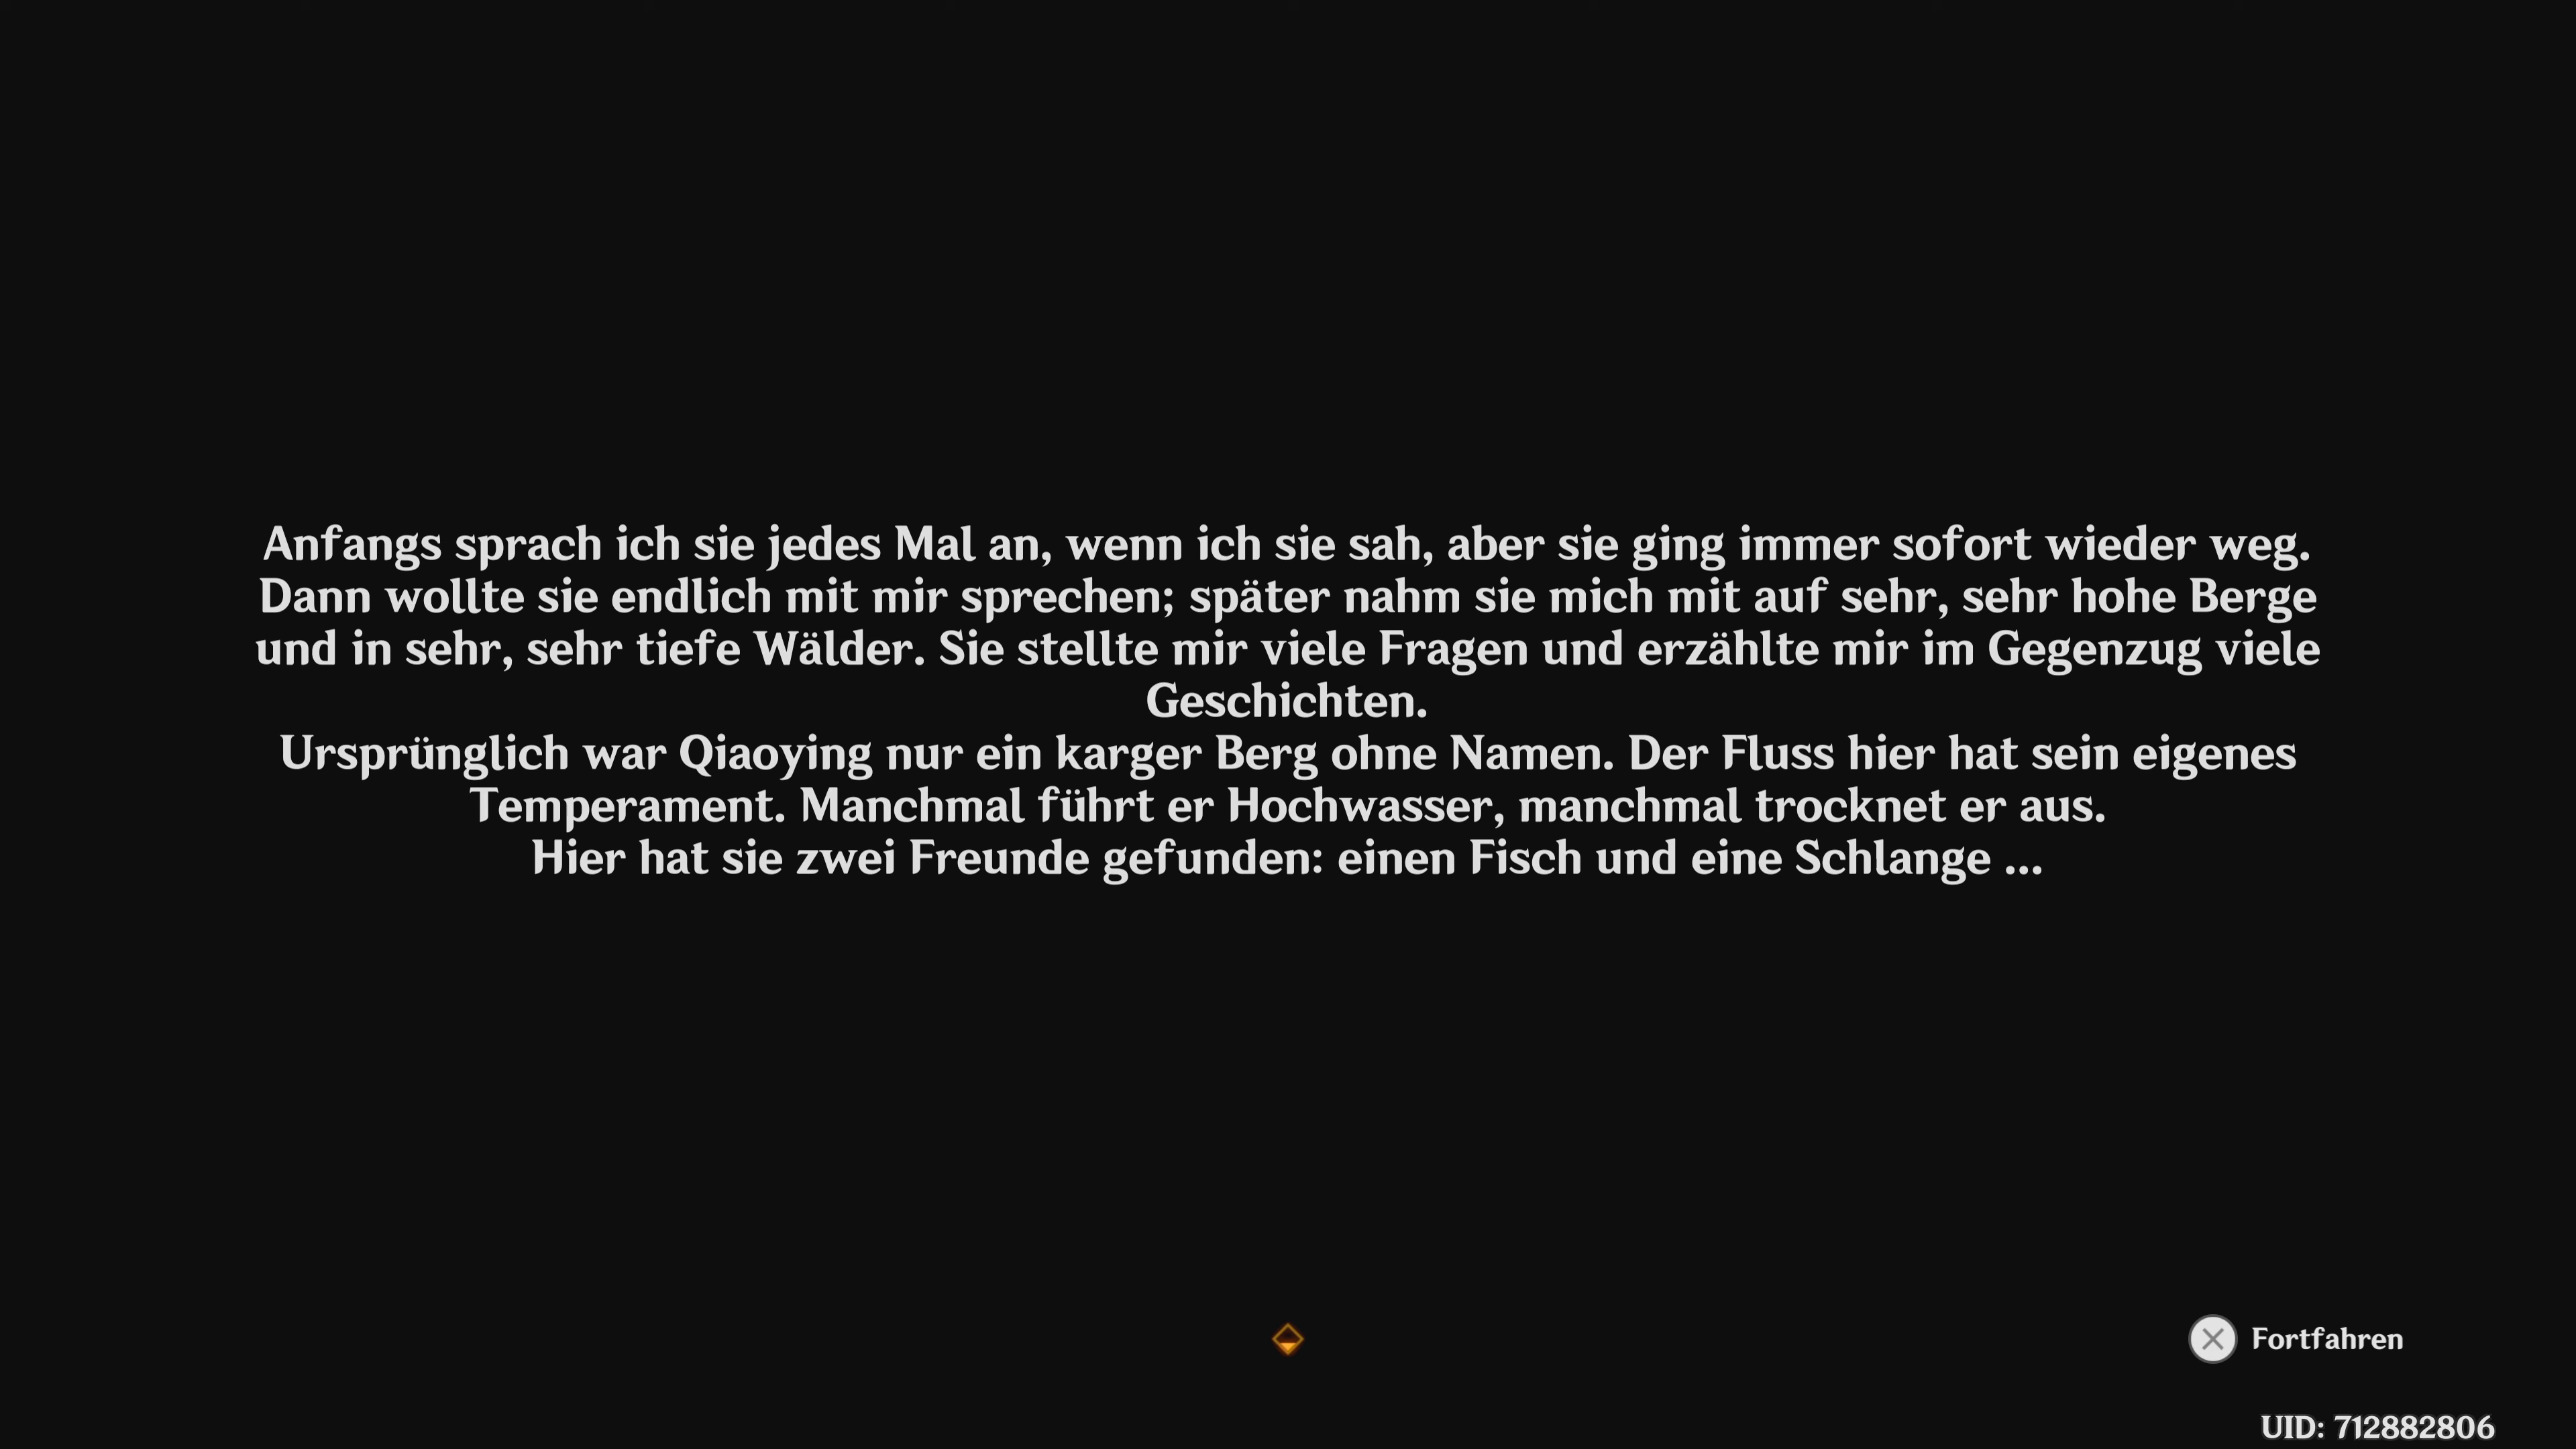 Anfangs sprach ich sie jedes Mal an, wenn ich sie sah, aber sie ging immer sofort wieder weg.
Dann wollte sie endlich mit mir sprechen; später nahm sie mich mit auf sehr, sehr hohe Berge
und in sehr, sehr tiefe Wälder. Sie stellte mir viele Fragen und erzählte mir im Gegenzug viele
Geschichten.
Ursprünglich war Qiaoying nur ein karger Berg ohne Namen. Der Fluss hier hat sein eigenes
Temperament. Manchmal führt er Hochwasser, manchmal trocknet er aus.
Hier hat sie zwei Freunde gefunden: einen Fisch und eine Schlange ...
Fortfahren
UID: 712882806